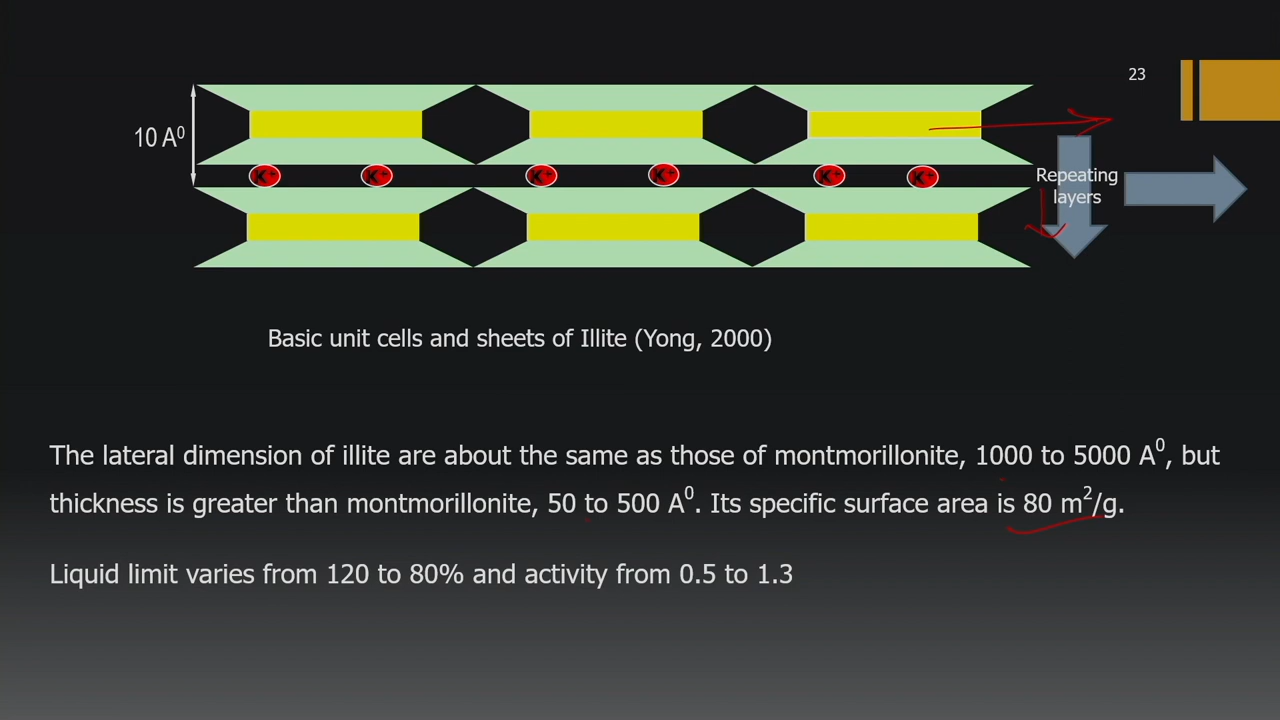 23
10 A⁰
K⁺ K⁺ K⁺ K⁺ K⁺ K⁺
Repeating
layers
Basic unit cells and sheets of Illite (Yong, 2000)
The lateral dimension of illite are about the same as those of montmorillonite, 1000 to 5000 A⁰, but
thickness is greater than montmorillonite, 50 to 500 A⁰. Its specific surface area is 80 m²/g.
Liquid limit varies from 120 to 80% and activity from 0.5 to 1.3